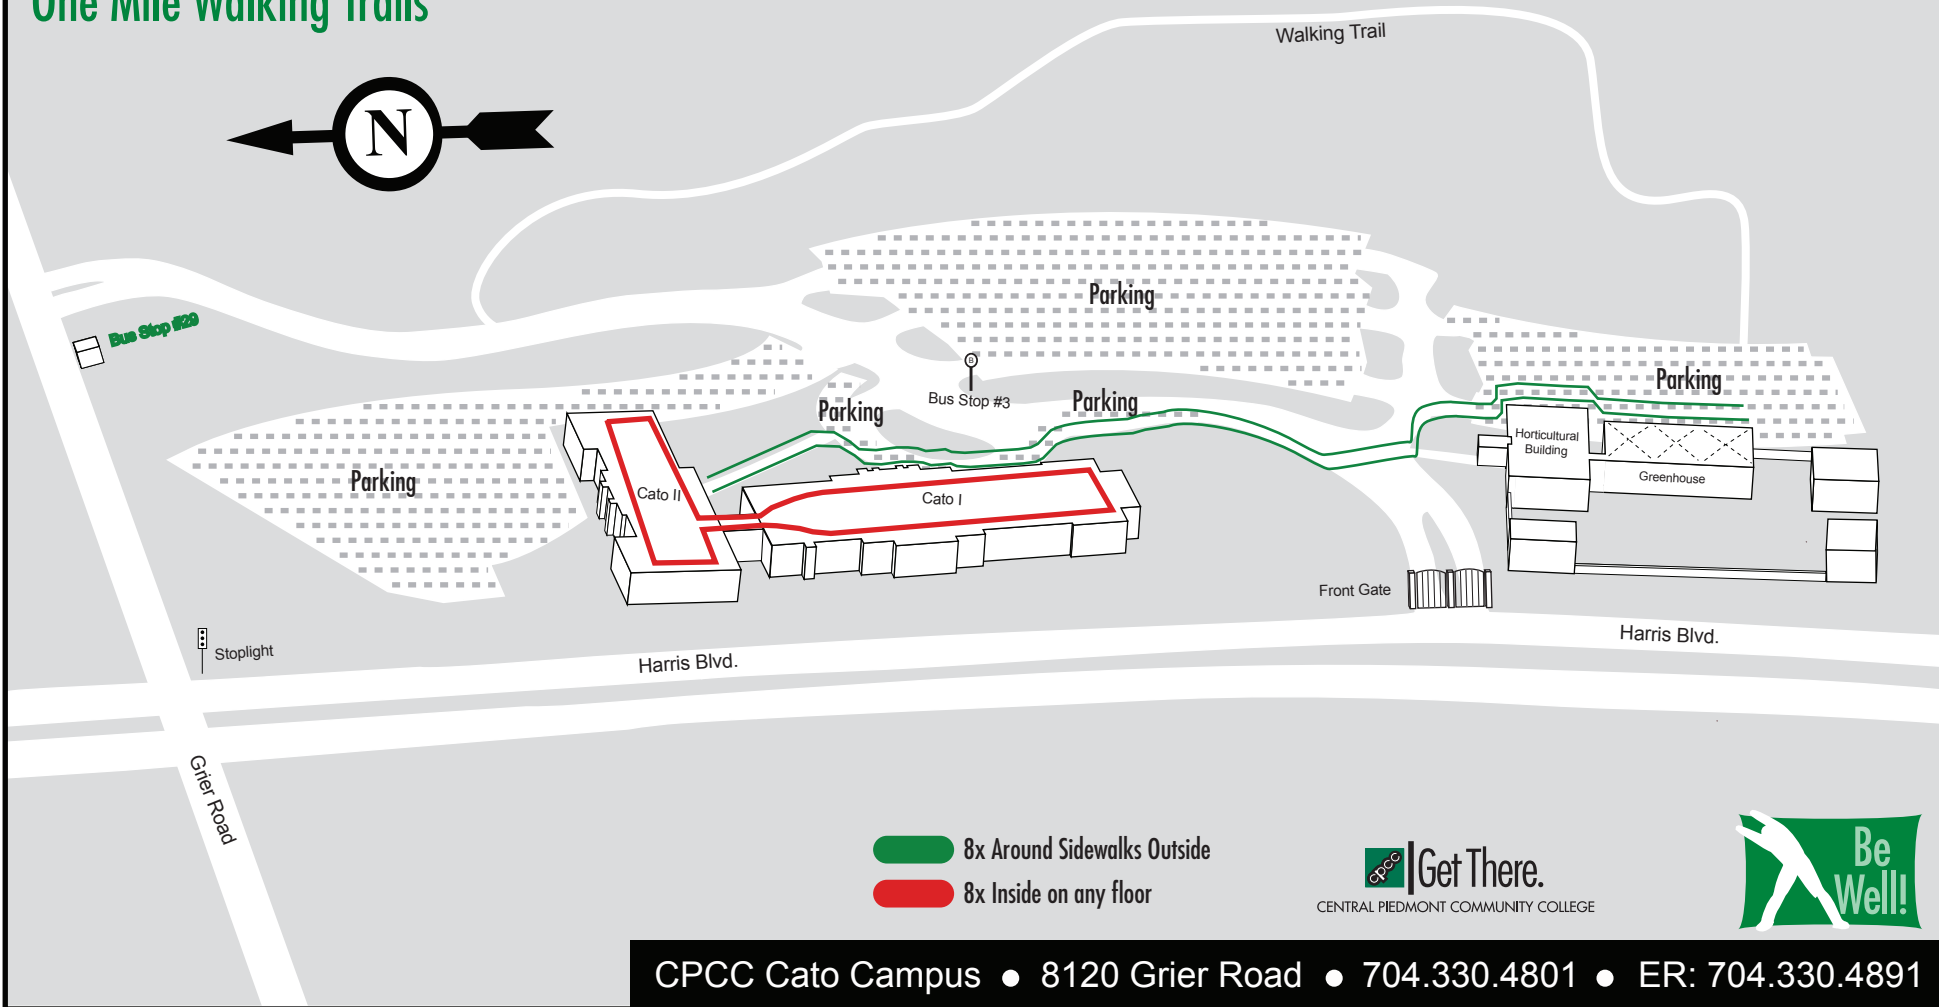 One Mile Walking Trails
Walking Trail
N
Bus Stop #29
Parking
Parking
B
Bus Stop #3
Parking
Parking
Parking
Parking
Cato II
Cato I
Horticultural
Building
Greenhouse
Front Gate
Stoplight
Harris Blvd.
Harris Blvd.
Grier Road
8x Around Sidewalks Outside
8x Inside on any floor
cpcc Get There.
CENTRAL PIEDMONT COMMUNITY COLLEGE
Be
Well!
CPCC Cato Campus ● 8120 Grier Road ● 704.330.4801 ● ER: 704.330.4891